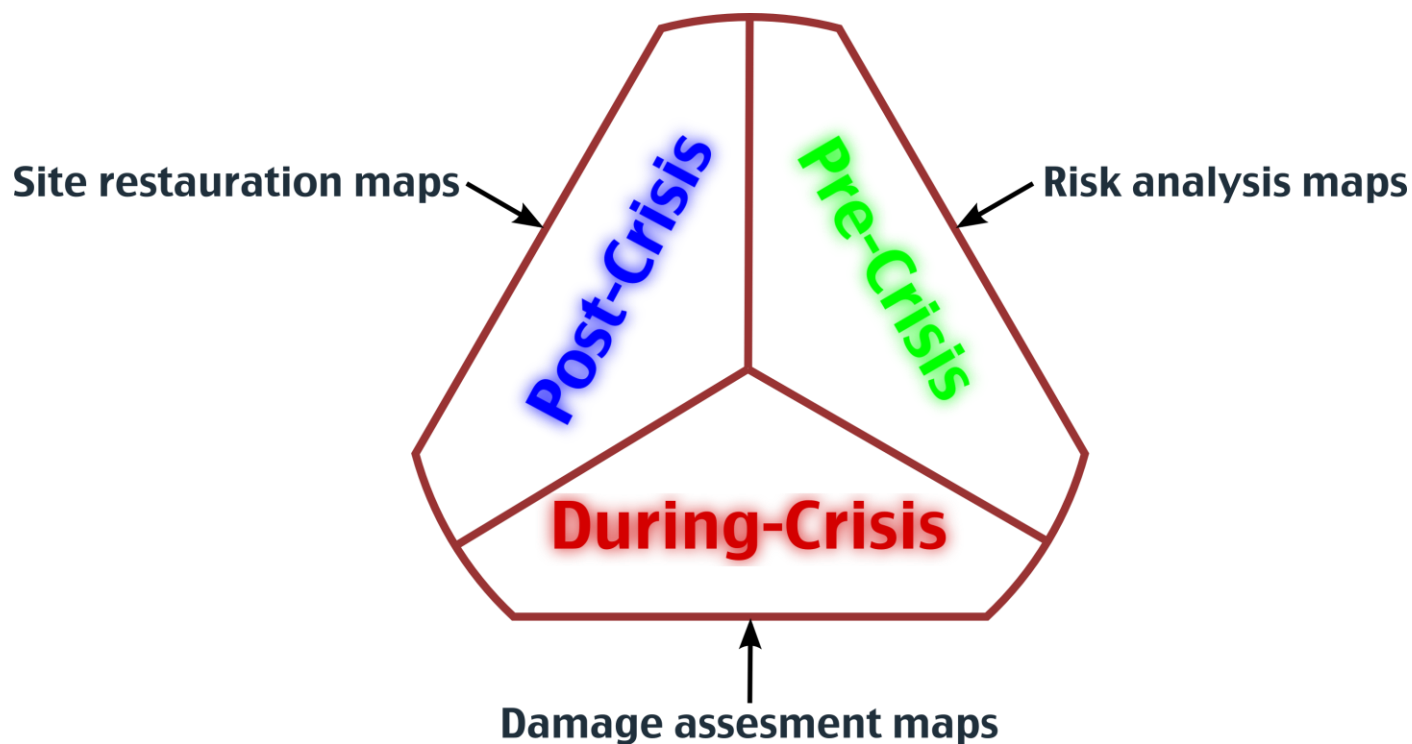 Post-Crisis
Pre-Crisis
Site restauration maps
Risk analysis maps
During-Crisis
Damage assesment maps